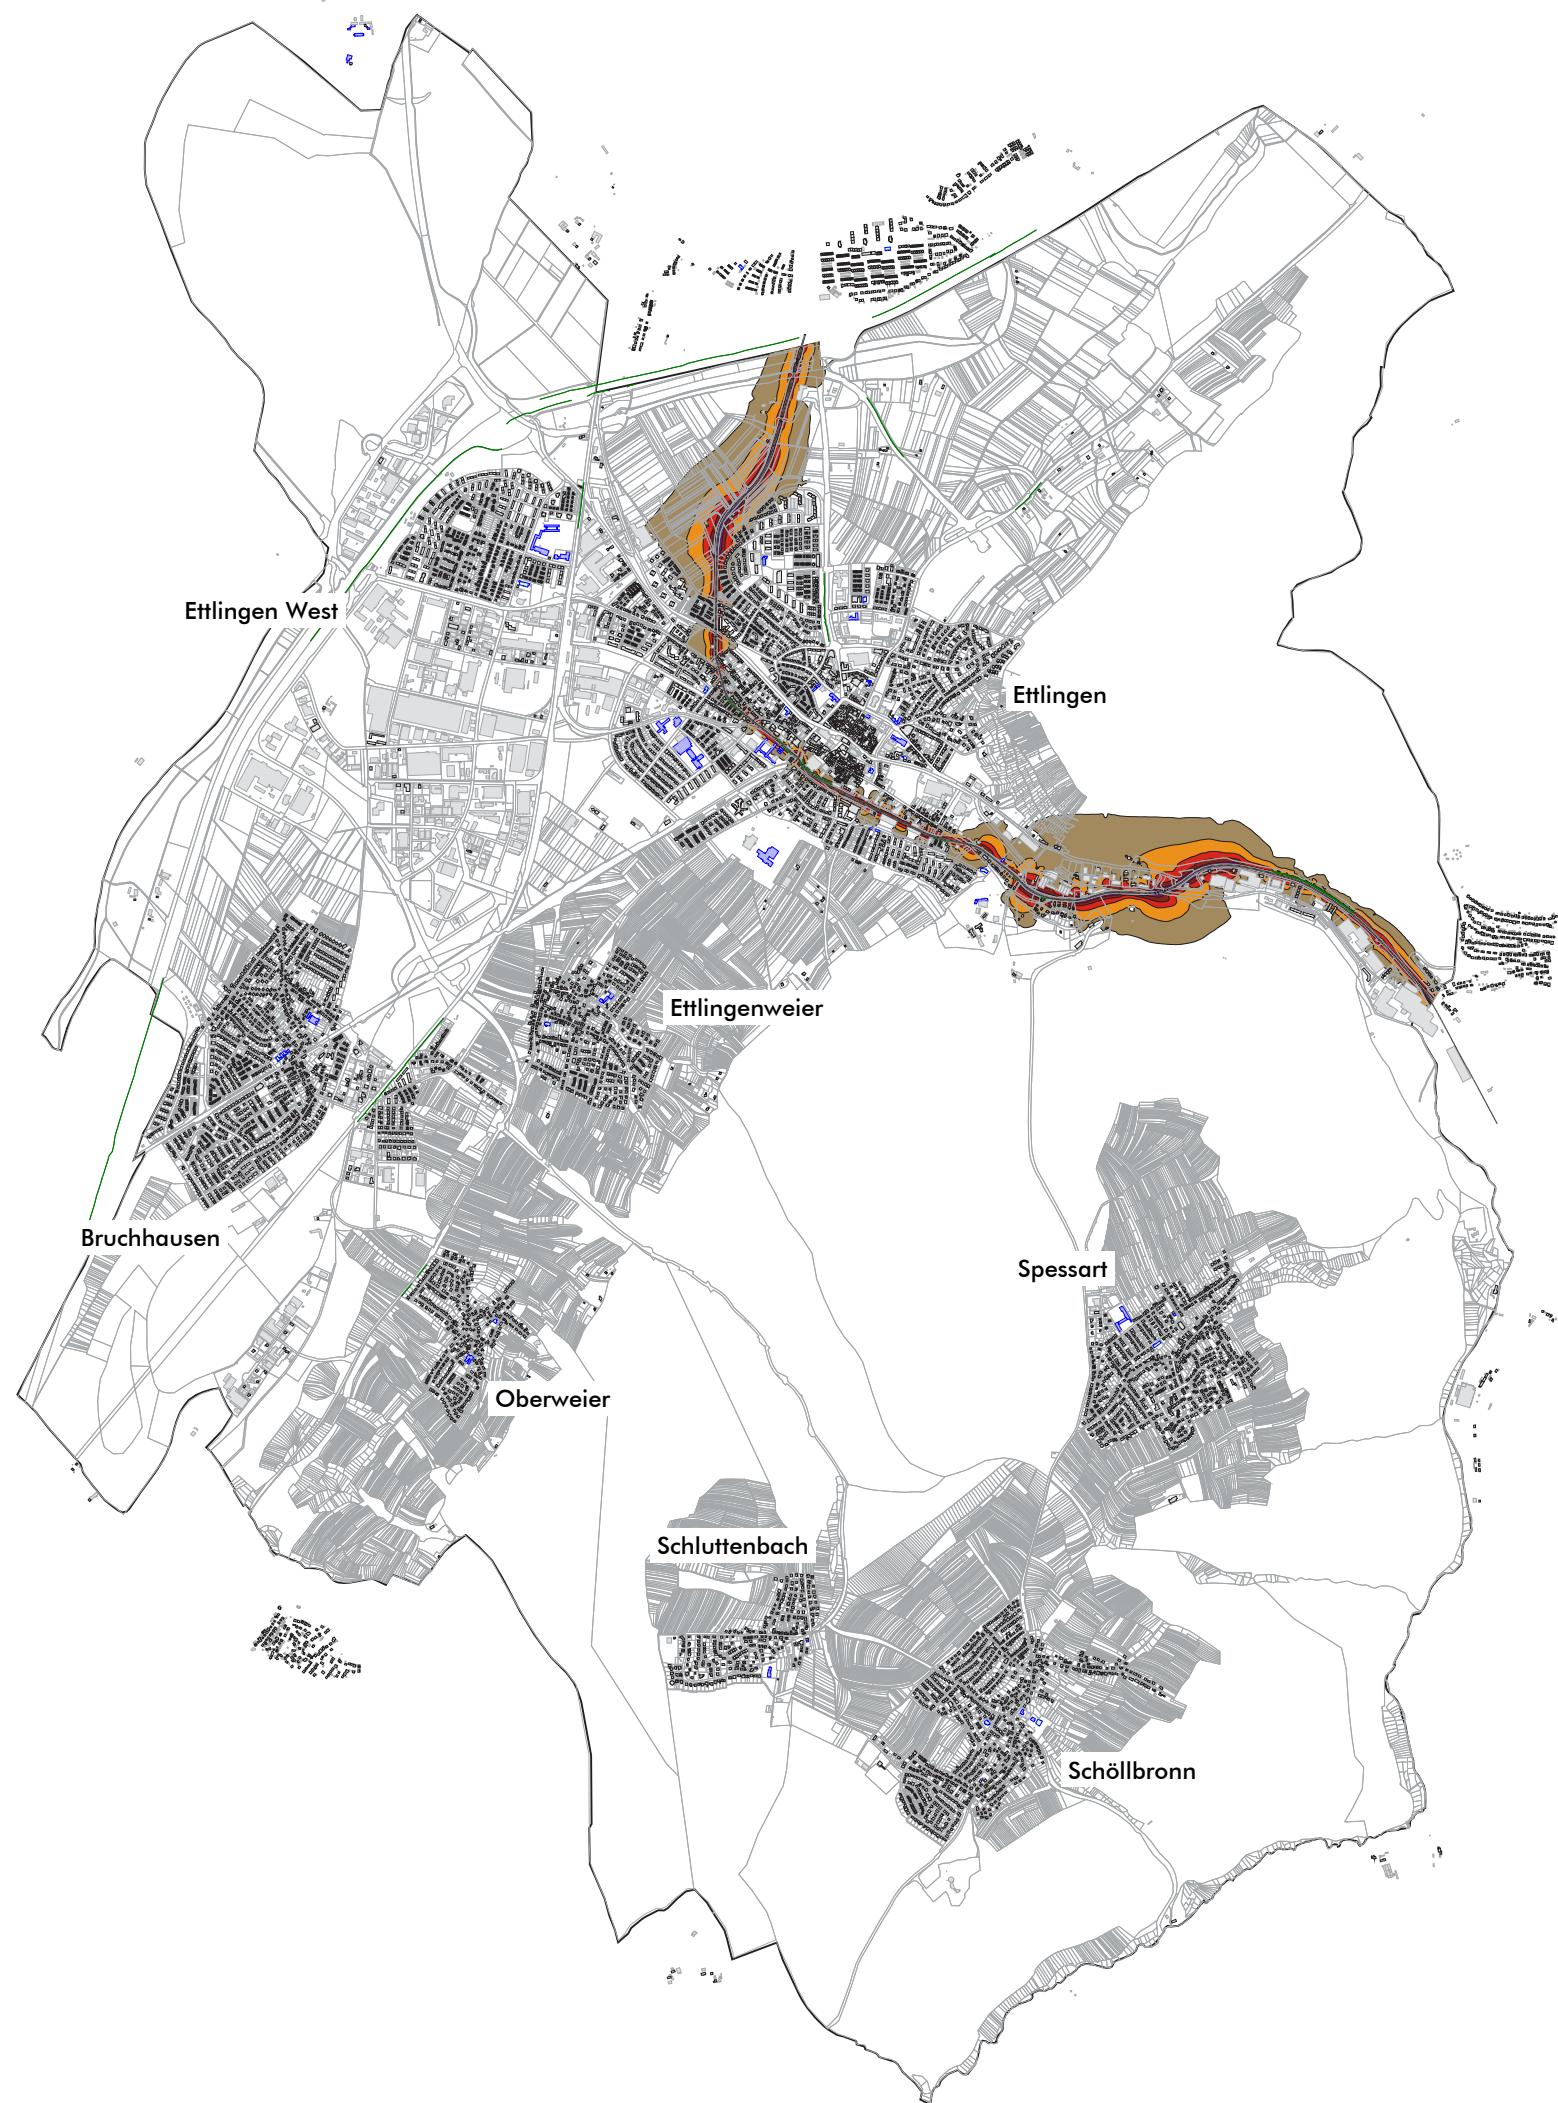 Ettlingen West
Ettlingen
Ettlingenweier
Bruchhausen
Spessart
Oberweier
Schluttenbach
Schöllbronn